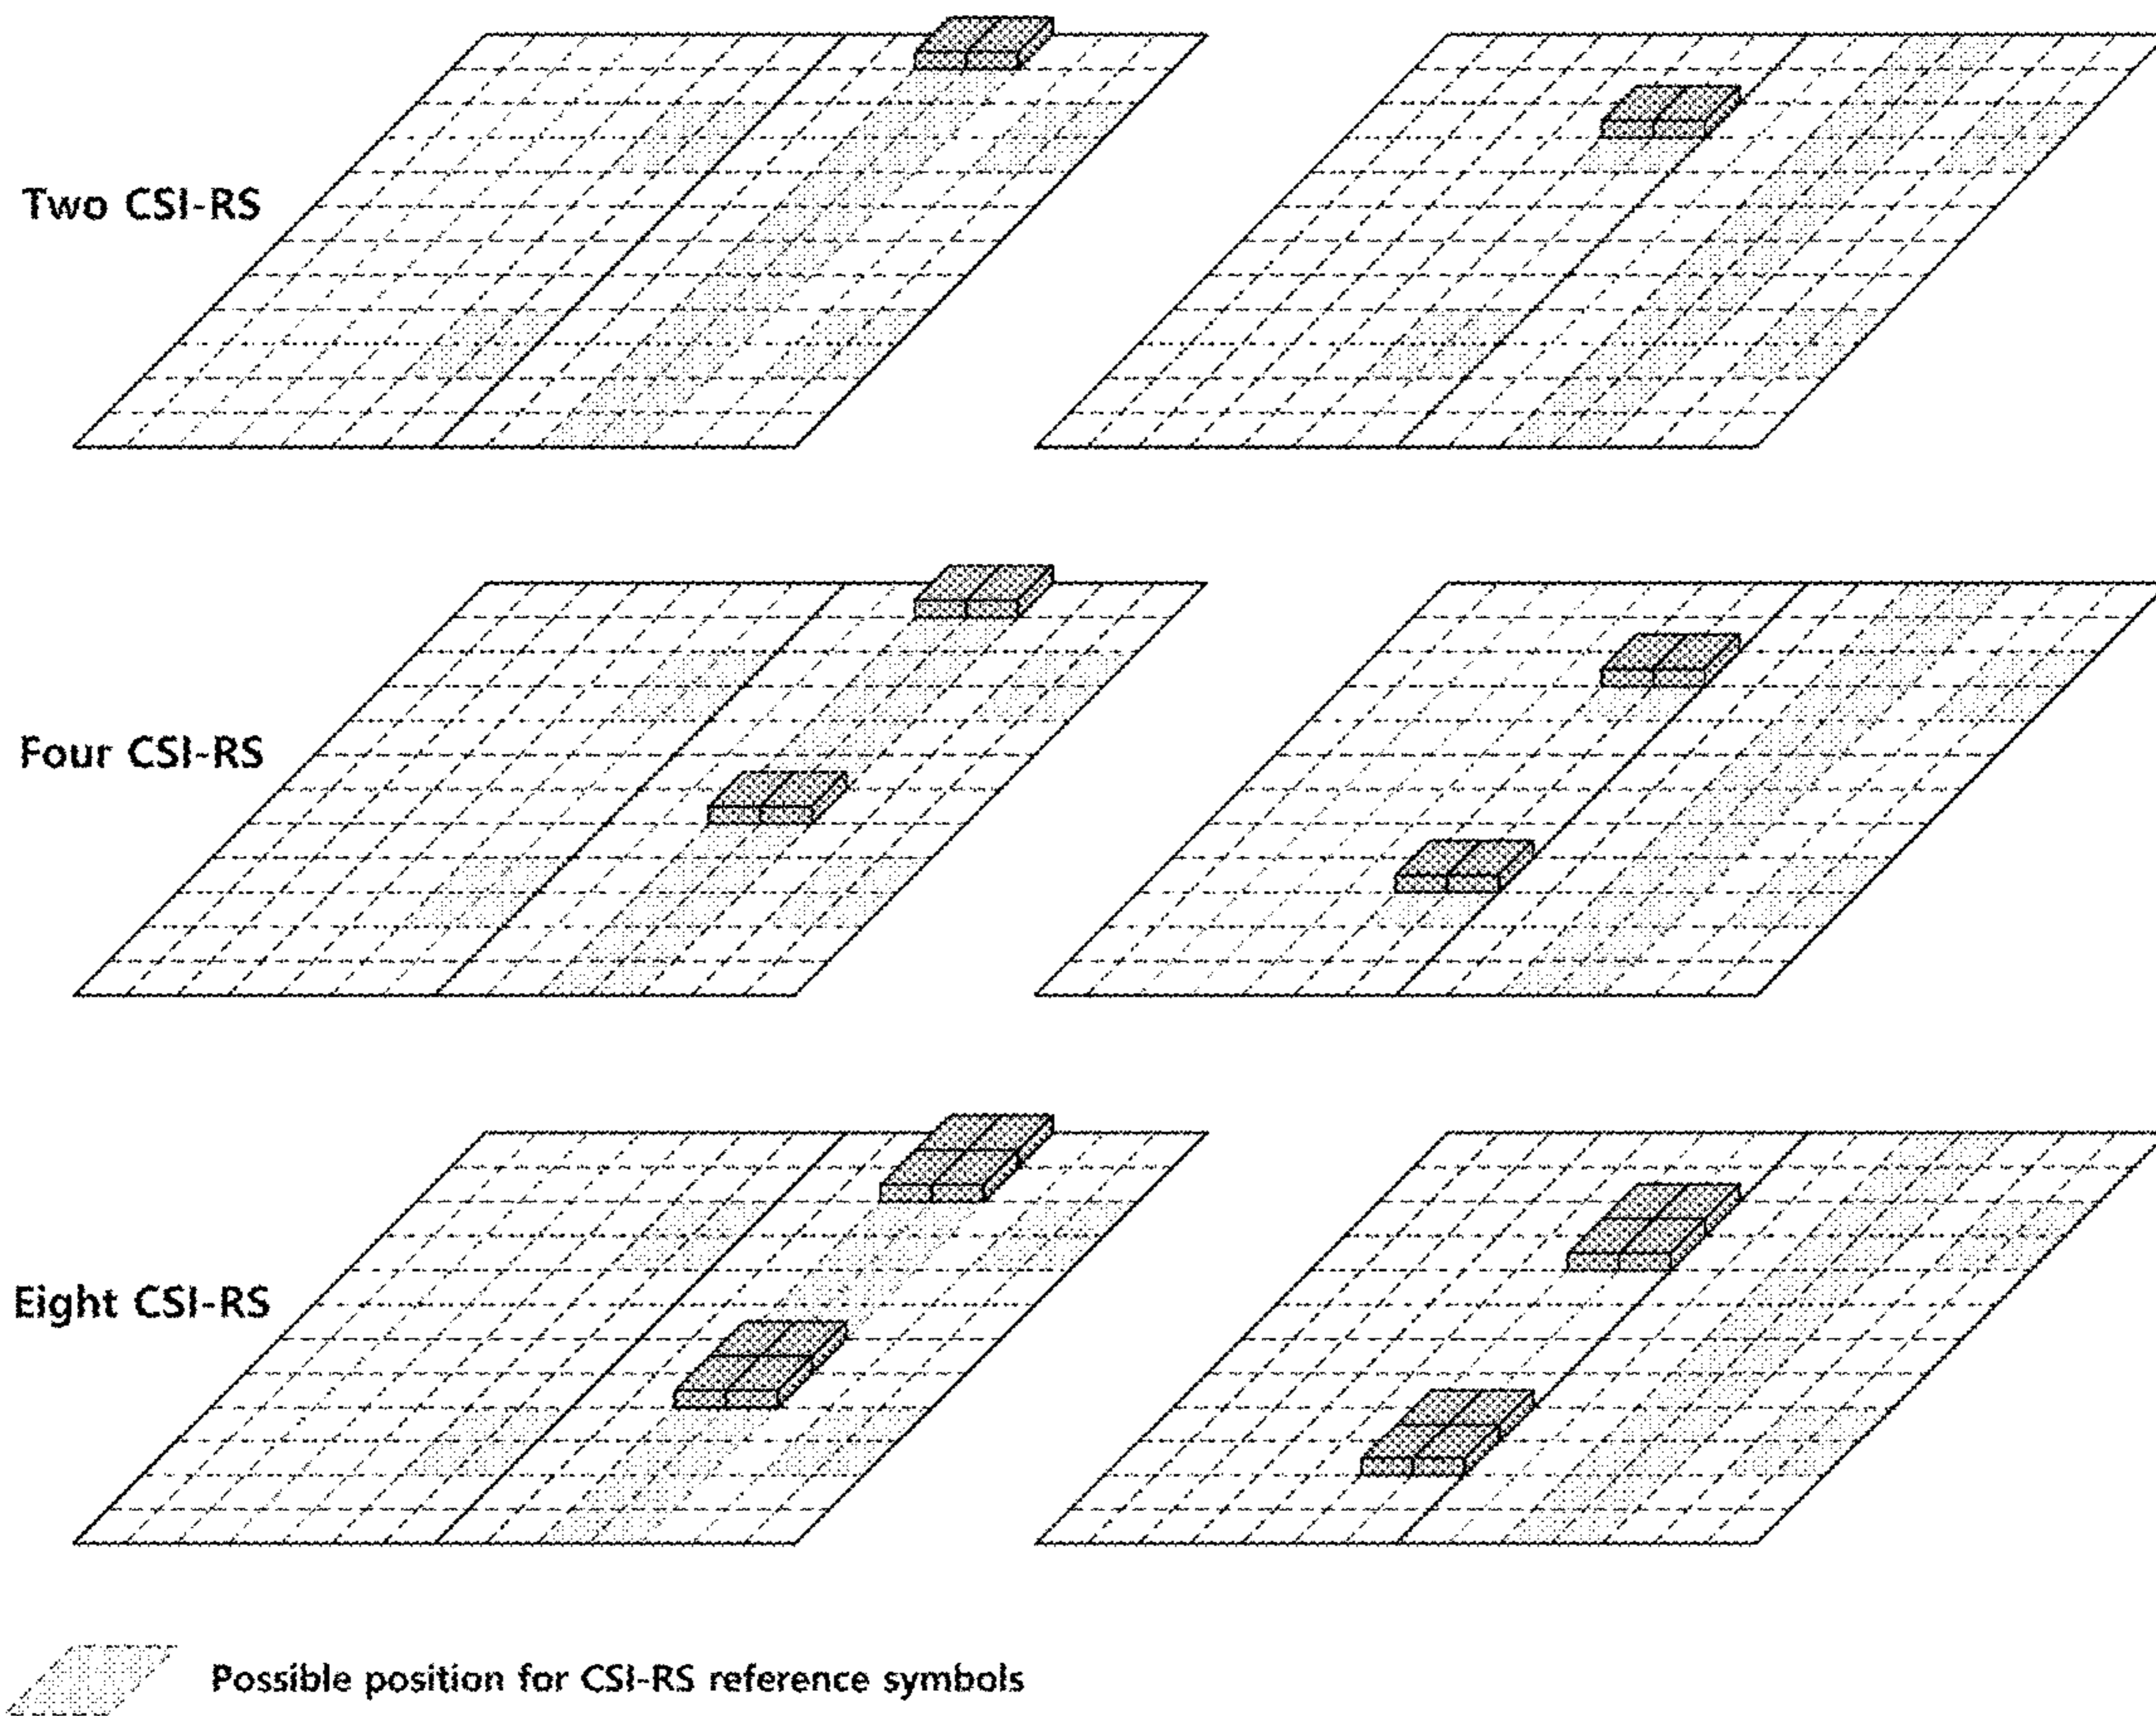 Two CSI-RS
Four CSI-RS
Eight CSI-RS
Possible position for CSI-RS reference symbols